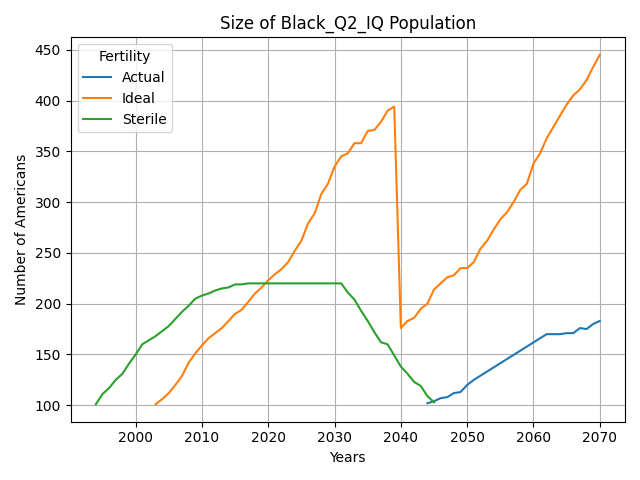 Size of Black_Q2_IQ Population
Fertility
Actual
Ideal
Sterile
Number of Americans
450
400
350
300
250
200
150
100
2000
2010
2020
2030
2040
2050
2060
2070
Years